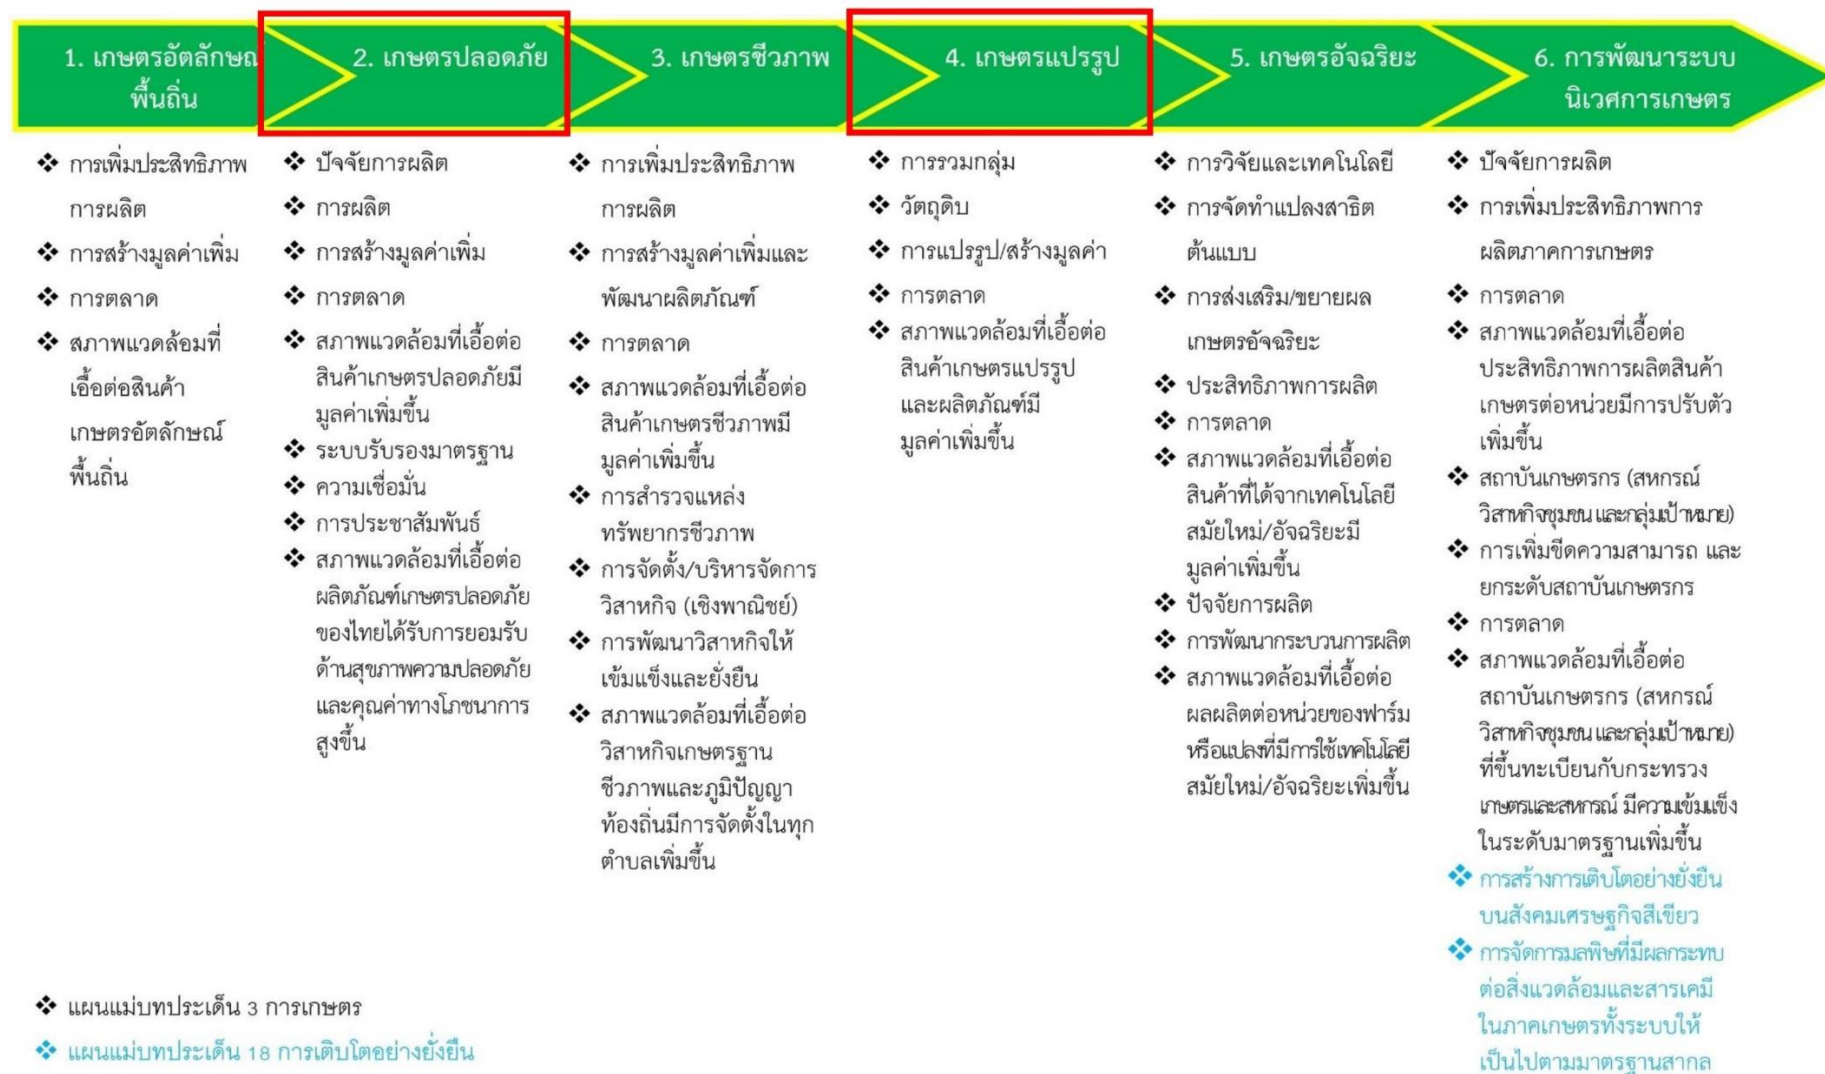 1. เกษตรอัตลักษณ์
พื้นถิ่น
2. เกษตรปลอดภัย
3. เกษตรชีวภาพ
4. เกษตรแปรรูป
5. เกษตรอัจฉริยะ
6. การพัฒนาระบบ
นิเวศการเกษตร
❖ การเพิ่มประสิทธิภาพ
การผลิต
❖ การสร้างมูลค่าเพิ่ม
❖ การตลาด
❖ สภาพแวดล้อมที่
เอื้อต่อสินค้า
เกษตรอัตลักษณ์
พื้นถิ่น
❖ ปัจจัยการผลิต
❖ การผลิต
❖ การสร้างมูลค่าเพิ่ม
❖ การตลาด
❖ สภาพแวดล้อมที่เอื้อต่อ
สินค้าเกษตรปลอดภัยมี
มูลค่าเพิ่มขึ้น
❖ ระบบรับรองมาตรฐาน
❖ ความเชื่อมั่น
❖ การประชาสัมพันธ์
❖ สภาพแวดล้อมที่เอื้อต่อ
ผลิตภัณฑ์เกษตรปลอดภัย
ของไทยได้รับการยอมรับ
ด้านสุขภาพความปลอดภัย
และคุณค่าทางโภชนาการ
สูงขึ้น
❖ การเพิ่มประสิทธิภาพ
การผลิต
❖ การสร้างมูลค่าเพิ่มและ
พัฒนาผลิตภัณฑ์
❖ การตลาด
❖ สภาพแวดล้อมที่เอื้อต่อ
สินค้าเกษตรชีวภาพมี
มูลค่าเพิ่มขึ้น
❖ การสำรวจแหล่ง
ทรัพยากรชีวภาพ
❖ การจัดตั้ง/บริหารจัดการ
วิสาหกิจ (เชิงพาณิชย์)
❖ การพัฒนาวิสาหกิจให้
เข้มแข็งและยั่งยืน
❖ สภาพแวดล้อมที่เอื้อต่อ
วิสาหกิจเกษตรฐาน
ชีวภาพและภูมิปัญญา
ท้องถิ่นมีการจัดตั้งในทุก
ตำบลเพิ่มขึ้น
❖ การรวมกลุ่ม
❖ วัตถุดิบ
❖ การแปรรูป/สร้างมูลค่า
❖ การตลาด
❖ สภาพแวดล้อมที่เอื้อต่อ
สินค้าเกษตรแปรรูป
และผลิตภัณฑ์มี
มูลค่าเพิ่มขึ้น
❖ การวิจัยและเทคโนโลยี
❖ การจัดทำแปลงสาธิต
ต้นแบบ
❖ การส่งเสริม/ขยายผล
เกษตรอัจฉริยะ
❖ ประสิทธิภาพการผลิต
❖ การตลาด
❖ สภาพแวดล้อมที่เอื้อต่อ
สินค้าที่ได้จากเทคโนโลยี
สมัยใหม่/อัจฉริยะมี
มูลค่าเพิ่มขึ้น
❖ ปัจจัยการผลิต
❖ การพัฒนากระบวนการผลิต
❖ สภาพแวดล้อมที่เอื้อต่อ
ผลผลิตต่อหน่วยของฟาร์ม
หรือแปลงที่มีการใช้เทคโนโลยี
สมัยใหม่/อัจฉริยะเพิ่มขึ้น
❖ ปัจจัยการผลิต
❖ การเพิ่มประสิทธิภาพการ
ผลิตภาคการเกษตร
❖ การตลาด
❖ สภาพแวดล้อมที่เอื้อต่อ
ประสิทธิภาพการผลิตสินค้า
เกษตรต่อหน่วยมีการปรับตัว
เพิ่มขึ้น
❖ สถาบันเกษตรกร (สหกรณ์
วิสาหกิจชุมชน และกลุ่มเป้าหมาย)
❖ การเพิ่มขีดความสามารถ และ
ยกระดับสถาบันเกษตรกร
❖ การตลาด
❖ สภาพแวดล้อมที่เอื้อต่อ
สถาบันเกษตรกร (สหกรณ์
วิสาหกิจชุมชน และกลุ่มเป้าหมาย)
ที่ขึ้นทะเบียนกับกระทรวง
เกษตรและสหกรณ์ มีความเข้มแข็ง
ในระดับมาตรฐานเพิ่มขึ้น
❖ การสร้างการเติบโตอย่างยั่งยืน
บนสังคมเศรษฐกิจสีเขียว
❖ การจัดการมลพิษที่มีผลกระทบ
ต่อสิ่งแวดล้อมและสารเคมี
ในภาคเกษตรทั้งระบบให้
เป็นไปตามมาตรฐานสากล
❖ แผนแม่บทประเด็น 3 การเกษตร
❖ แผนแม่บทประเด็น 18 การเติบโตอย่างยั่งยืน